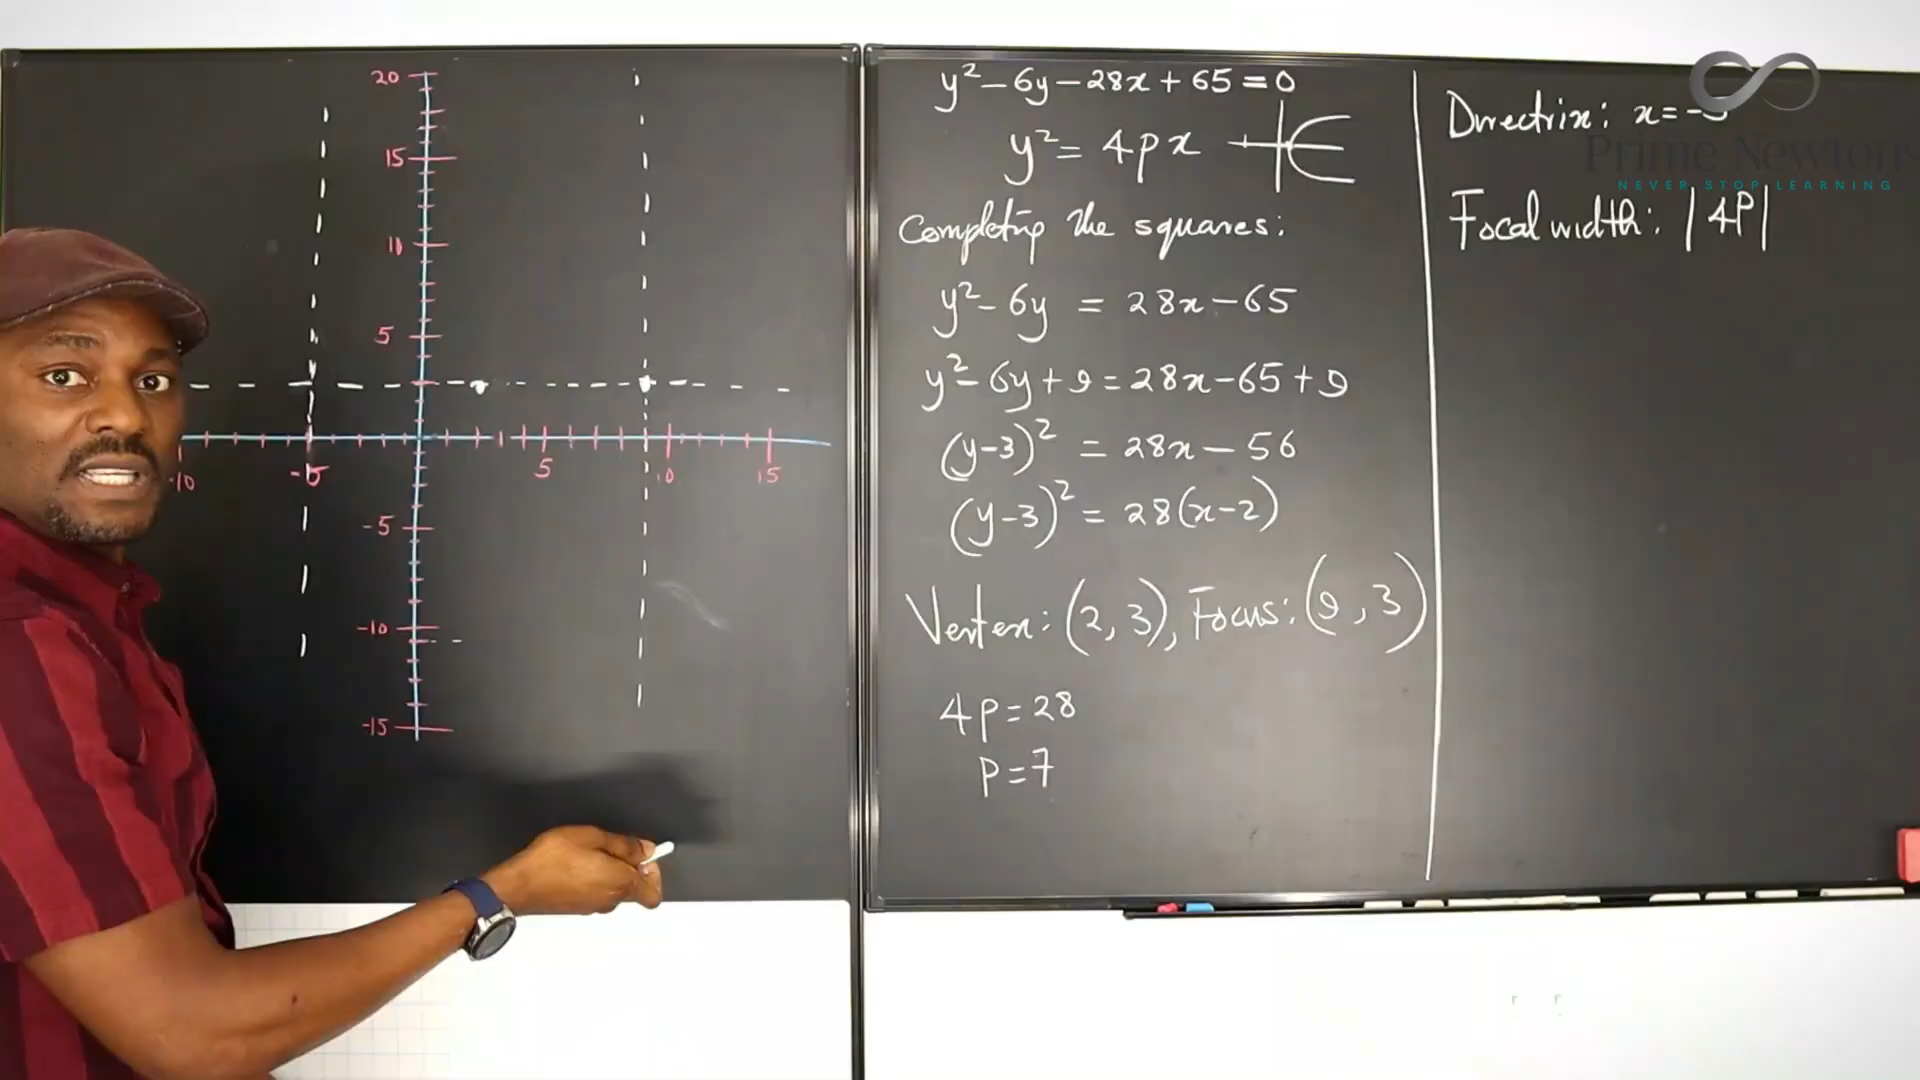 20
15
10
5
-10
-5
5
10
15
-5
-10
-15
y² - 6y - 28x + 65 = 0
y² = 4px
Completing the squares:
y² - 6y = 28x - 65
y² - 6y + 9 = 28x - 65 + 9
(y-3)² = 28x - 56
(y-3)² = 28(x-2)
Vertex: (2, 3), Focus: (9, 3)
4p = 28
p = 7
Directrix: x = -5
Prime Newtons
NEVER STOP LEARNING
Focal width: |4P|